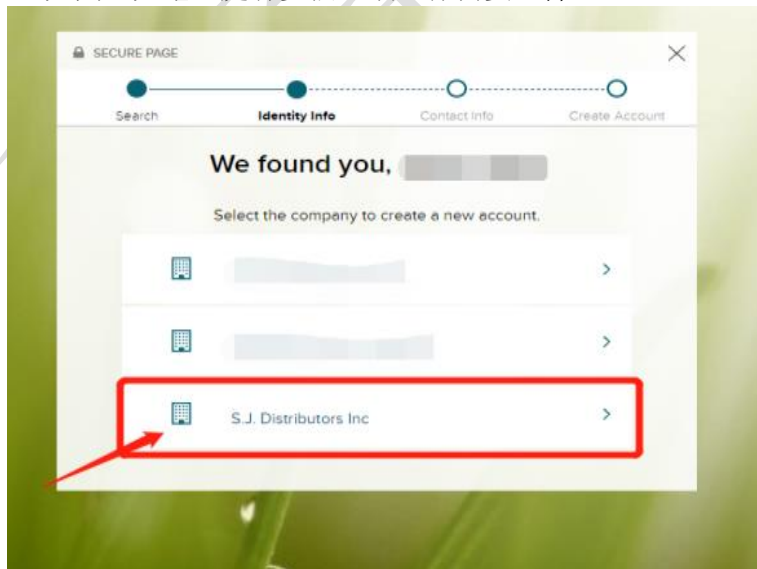 SECURE PAGE
Search
Identity Info
Contact Info
Create Account
We found you,
Select the company to create a new account.
S.J. Distributors Inc